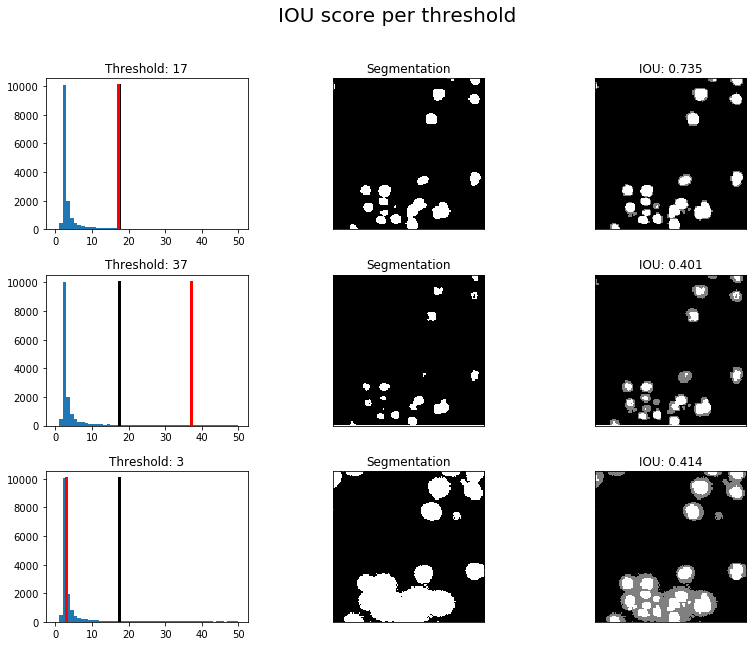 IOU score per threshold
Threshold: 17
Segmentation
IOU: 0.735
10000
8000
6000
4000
2000
0
0 10 20 30 40 50
Threshold: 37
Segmentation
IOU: 0.401
10000
8000
6000
4000
2000
0
0 10 20 30 40 50
Threshold: 3
Segmentation
IOU: 0.414
10000
8000
6000
4000
2000
0
0 10 20 30 40 50